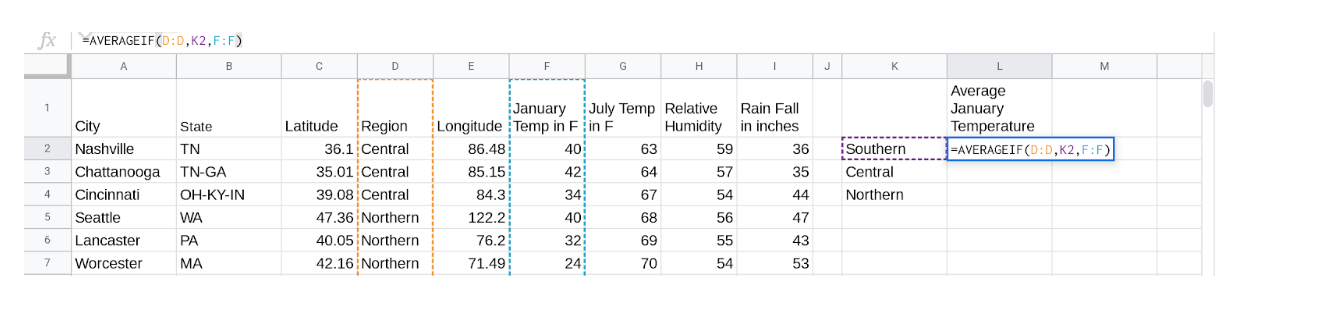 fx =AVERAGEIF(D:D,K2,F:F)
A B C D E F G H I J K L M
1 City State Latitude Region Longitude January Temp in F July Temp in F Relative Humidity Rain Fall in inches Average January Temperature
2 Nashville TN 36.1 Central 86.48 40 63 59 36 Southern =AVERAGEIF(D:D,K2,F:F)
3 Chattanooga TN-GA 35.01 Central 85.15 42 64 57 35 Central
4 Cincinnati OH-KY-IN 39.08 Central 84.3 34 67 54 44 Northern
5 Seattle WA 47.36 Northern 122.2 40 68 56 47
6 Lancaster PA 40.05 Northern 76.2 32 69 55 43
7 Worcester MA 42.16 Northern 71.49 24 70 54 53